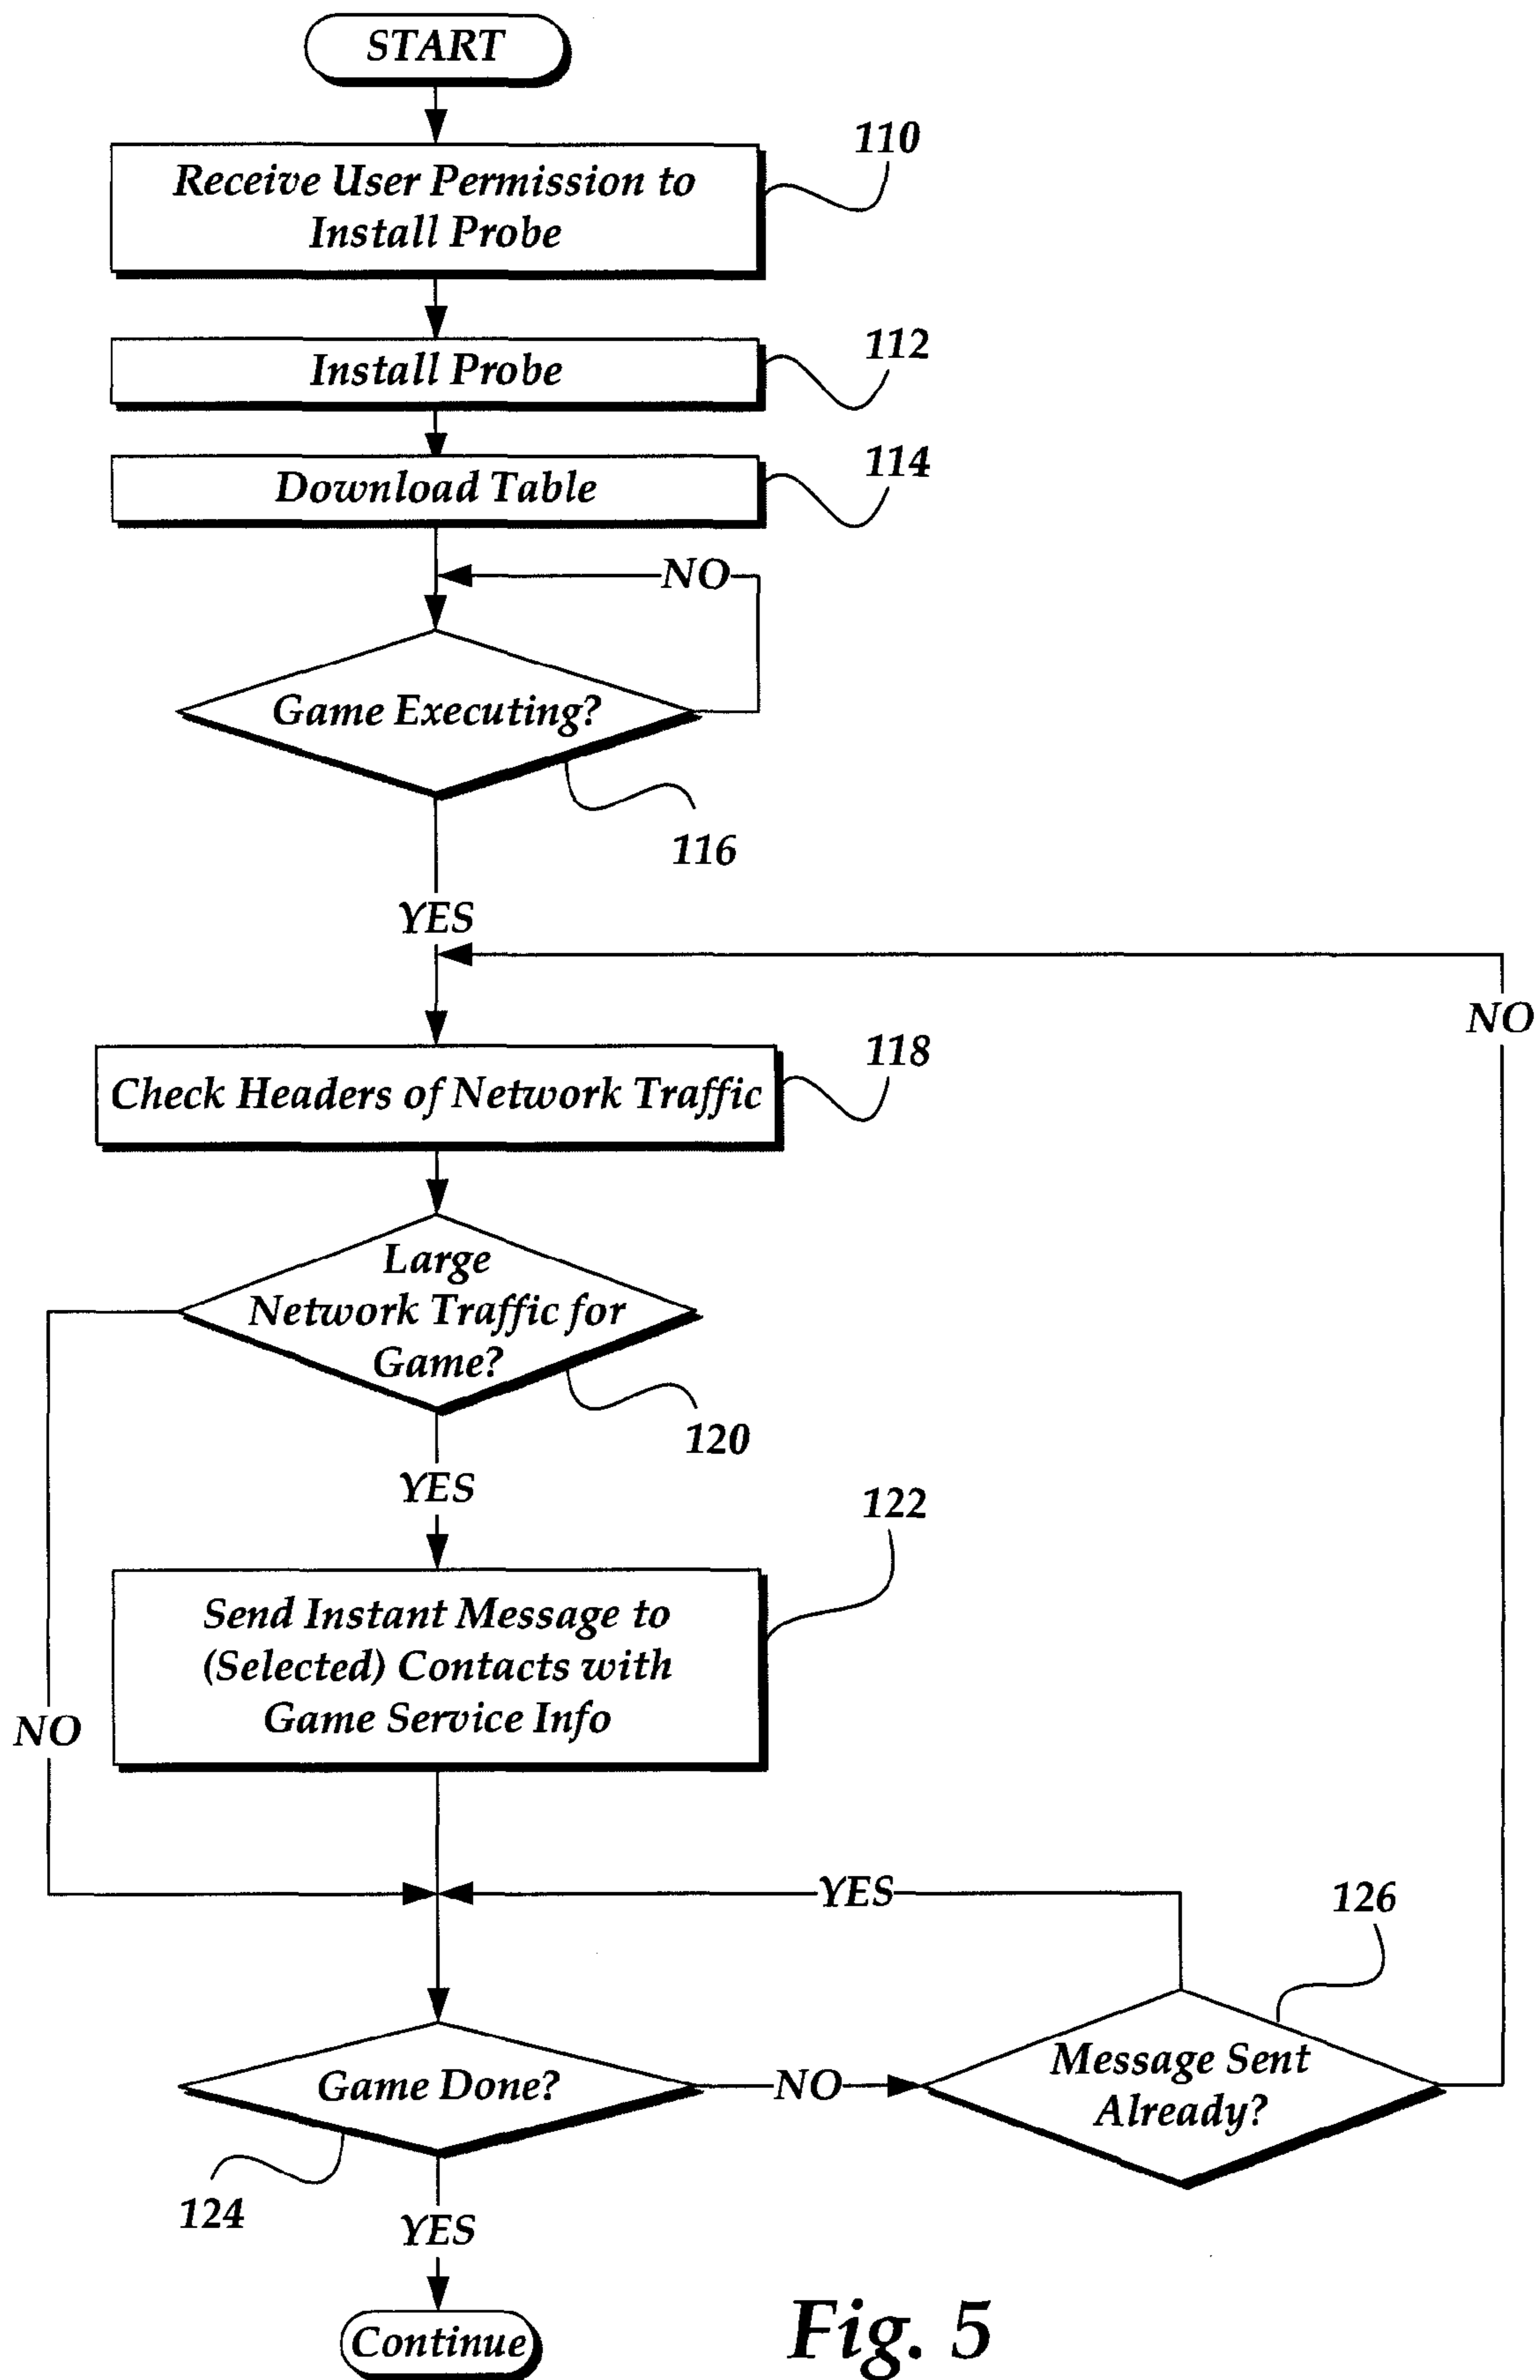 START
110
Receive User Permission to
Install Probe
112
Install Probe
114
Download Table
NO
Game Executing?
116
YES
NO
118
Check Headers of Network Traffic
Large
Network Traffic for
Game?
120
YES
122
Send Instant Message to
(Selected) Contacts with
Game Service Info
NO
YES
126
Message Sent
Already?
Game Done?
NO
124
YES
Continue
Fig. 5